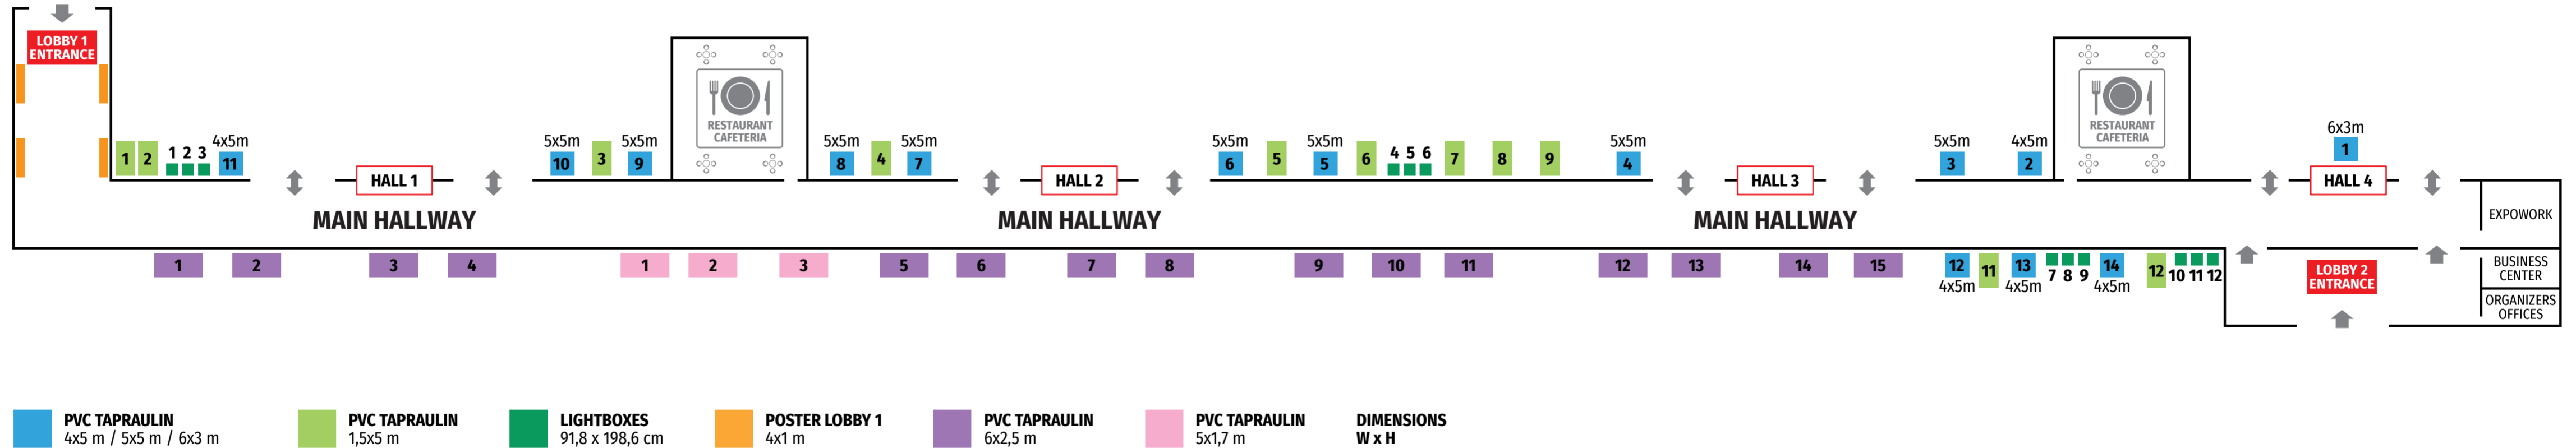 LOBBY 1
ENTRANCE
1 2 1 2 3 4x5m
11
HALL 1
5x5m
10
3
5x5m
9
RESTAURANT
CAFETERIA
5x5m
8
4
5x5m
7
HALL 2
5x5m
6
5
5x5m
5
6
4 5 6
7
8
9
5x5m
4
HALL 3
5x5m
3
4x5m
2
RESTAURANT
CAFETERIA
6x3m
1
HALL 4
MAIN HALLWAY
MAIN HALLWAY
MAIN HALLWAY
EXPOWORK
1 2 3 4 1 2 3 5 6 7 8 9 10 11 12 13 14 15
12
4x5m
11
13
4x5m
7 8 9
14
4x5m
12
10 11 12
LOBBY 2
ENTRANCE
BUSINESS
CENTER
ORGANIZERS
OFFICES
PVC TAPRAULIN
4x5 m / 5x5 m / 6x3 m
PVC TAPRAULIN
1,5x5 m
LIGHTBOXES
91,8 x 198,6 cm
POSTER LOBBY 1
4x1 m
PVC TAPRAULIN
6x2,5 m
PVC TAPRAULIN
5x1,7 m
DIMENSIONS
W x H